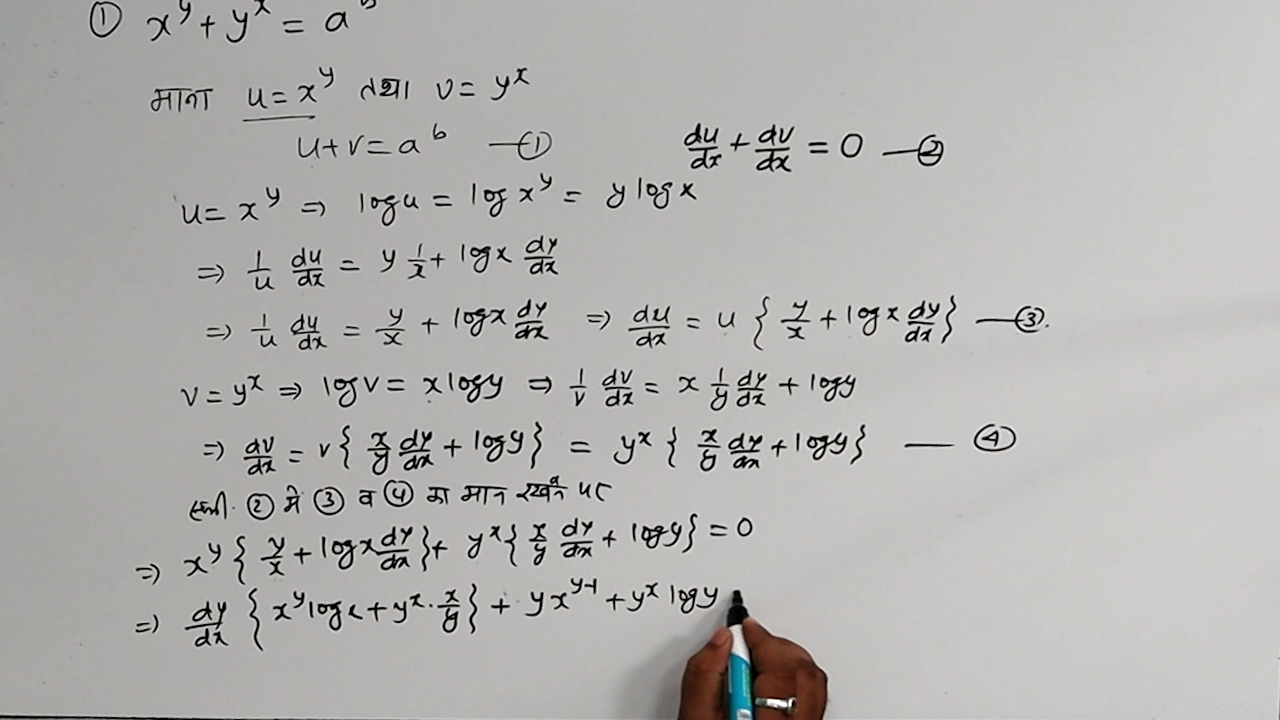 ① x^y + y^x = a^b
माना u = x^y तथा v = y^x
u+v = a^b —① du/dx + dv/dx = 0 —②
u = x^y ⇒ log u = log x^y = y log x
⇒ 1/u du/dx = y 1/x + log x dy/dx
⇒ 1/u du/dx = y/x + log x dy/dx ⇒ du/dx = u { y/x + log x dy/dx } —③.
v = y^x ⇒ log v = x log y ⇒ 1/v dv/dx = x 1/y dy/dx + log y
⇒ dv/dx = v { x/y dy/dx + log y } = y^x { x/y dy/dx + log y } — ④
② में ③ व ④ का मान रखने पर
⇒ x^y { y/x + log x dy/dx } + y^x { x/y dy/dx + log y } = 0
⇒ dy/dx { x^y log x + y^x · x/y } + y x^{y-1} + y^x log y